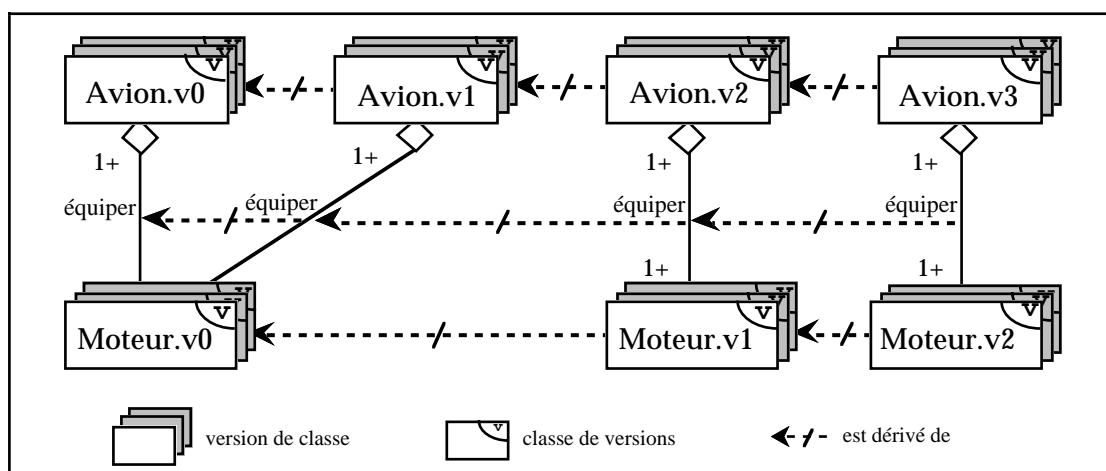 v v v v
Avion.v0 Avion.v1 Avion.v2 Avion.v3
1+ 1+ 1+ 1+
équiper équiper équiper équiper
1+ 1+
v v v
Moteur.v0 Moteur.v1 Moteur.v2
version de classe v classe de versions est dérivé de